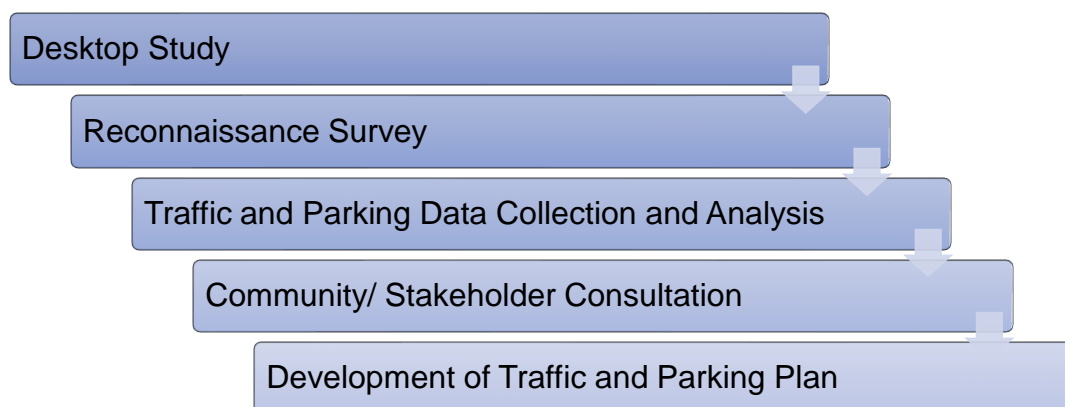 Desktop Study
Reconnaissance Survey
Traffic and Parking Data Collection and Analysis
Community/ Stakeholder Consultation
Development of Traffic and Parking Plan